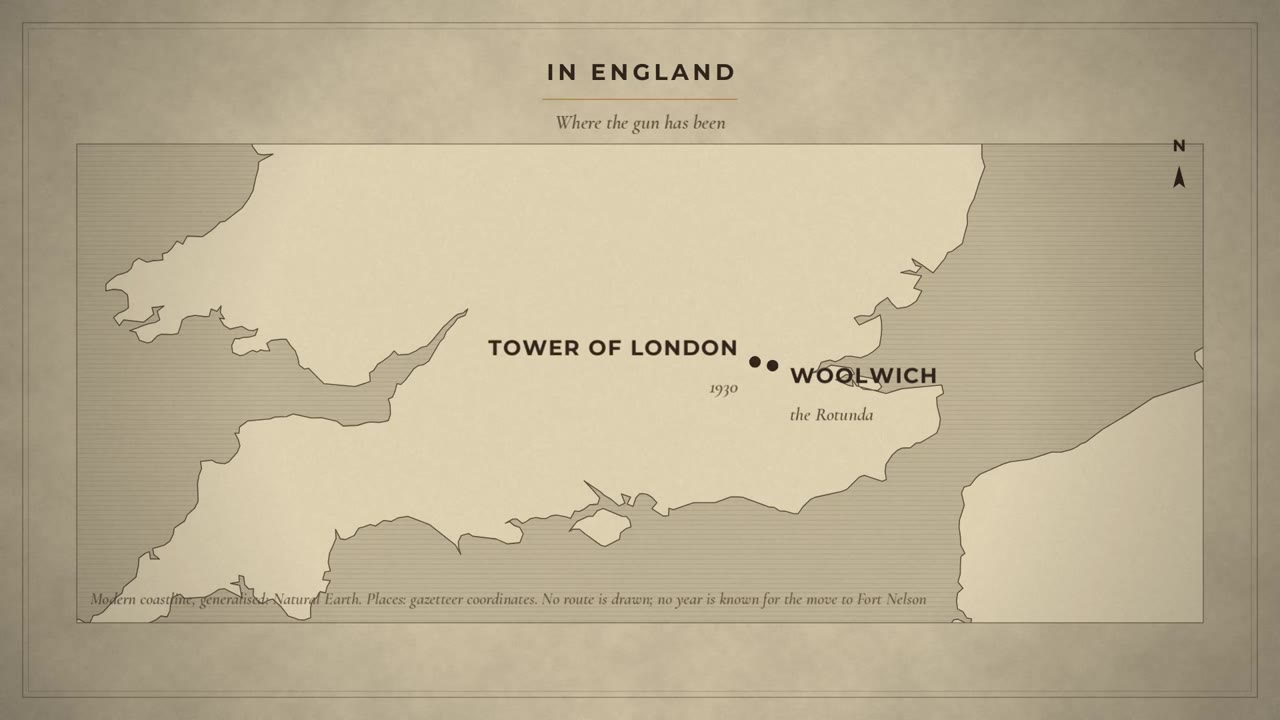 IN ENGLAND
Where the gun has been
N
TOWER OF LONDON
1930
WOOLWICH
the Rotunda
Modern coastline, generalised: Natural Earth. Places: gazetteer coordinates. No route is drawn; no year is known for the move to Fort Nelson